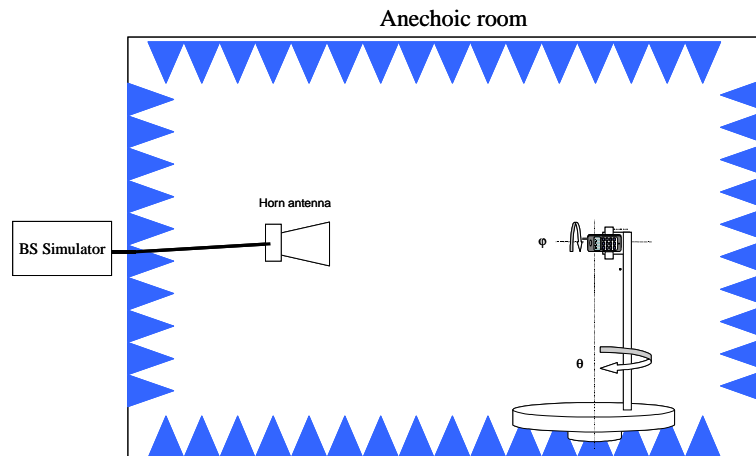 Anechoic room
Horn antenna
BS Simulator
φ
θ